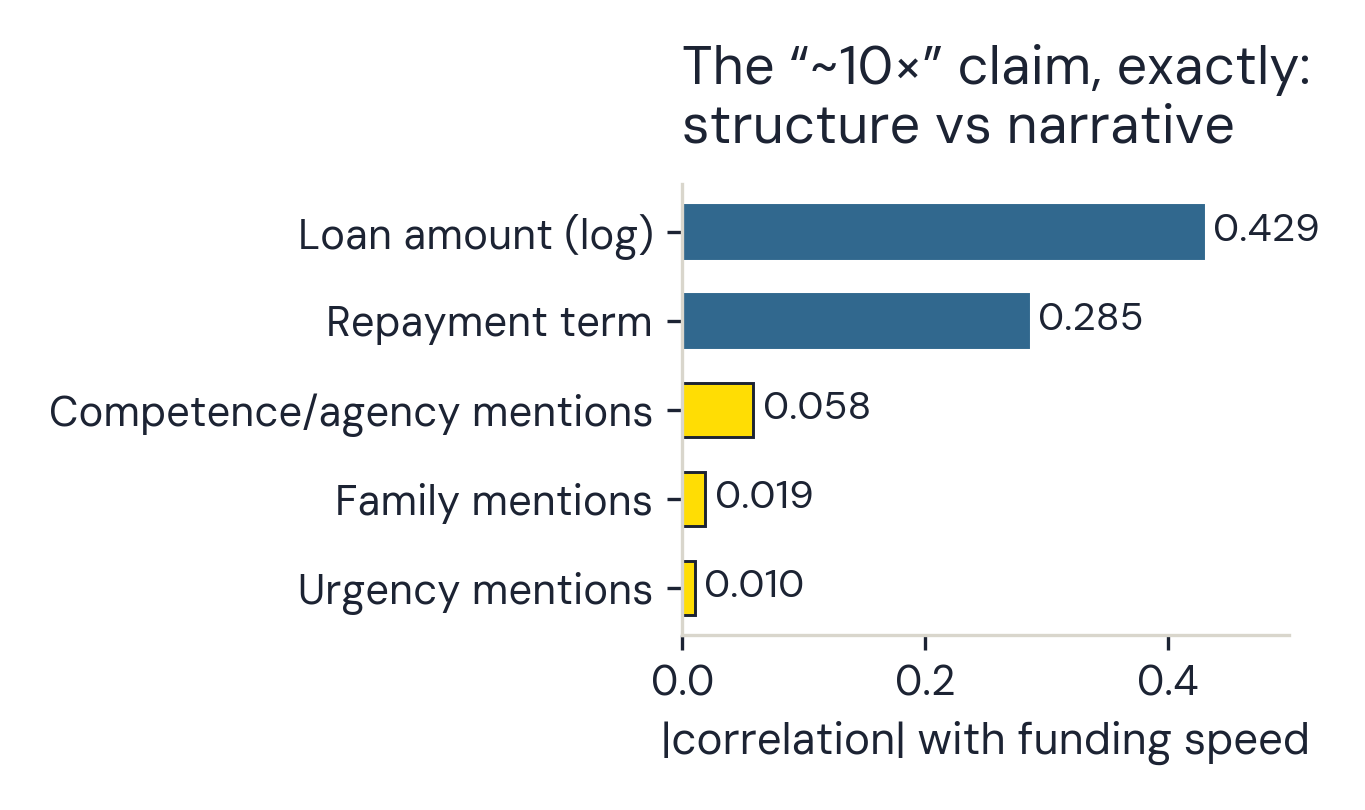 The “~10×” claim, exactly:
structure vs narrative
Loan amount (log) 0.429
Repayment term 0.285
Competence/agency mentions 0.058
Family mentions 0.019
Urgency mentions 0.010
0.0 0.2 0.4
|correlation| with funding speed